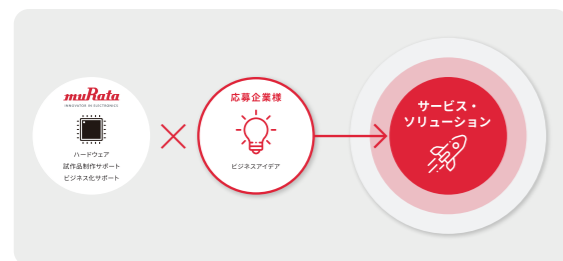 muRata
INNOVATOR IN ELECTRONICS
ハードウェア
試作品制作サポート
ビジネス化サポート
応募企業様
ビジネスアイデア
サービス・
ソリューション